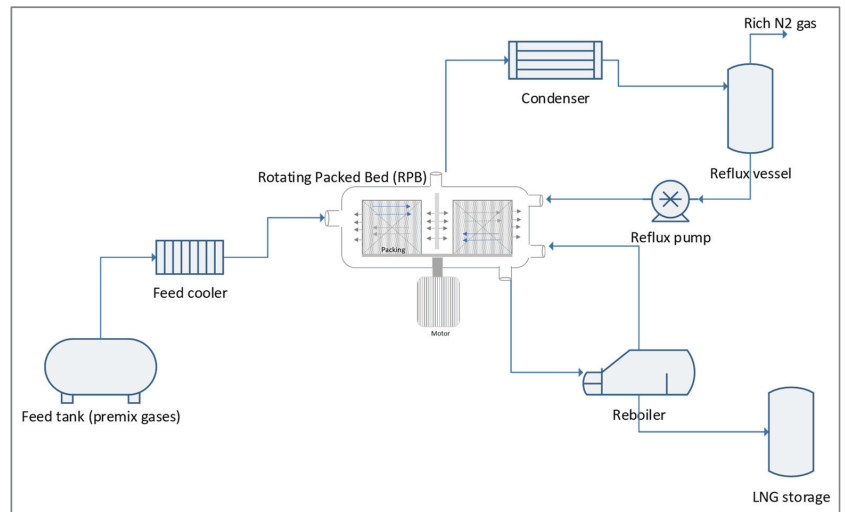 Rich N2 gas
Condenser
Reflux vessel
Rotating Packed Bed (RPB)
Reflux pump
Packing
Feed cooler
Motor
Feed tank (premix gases)
Reboiler
LNG storage